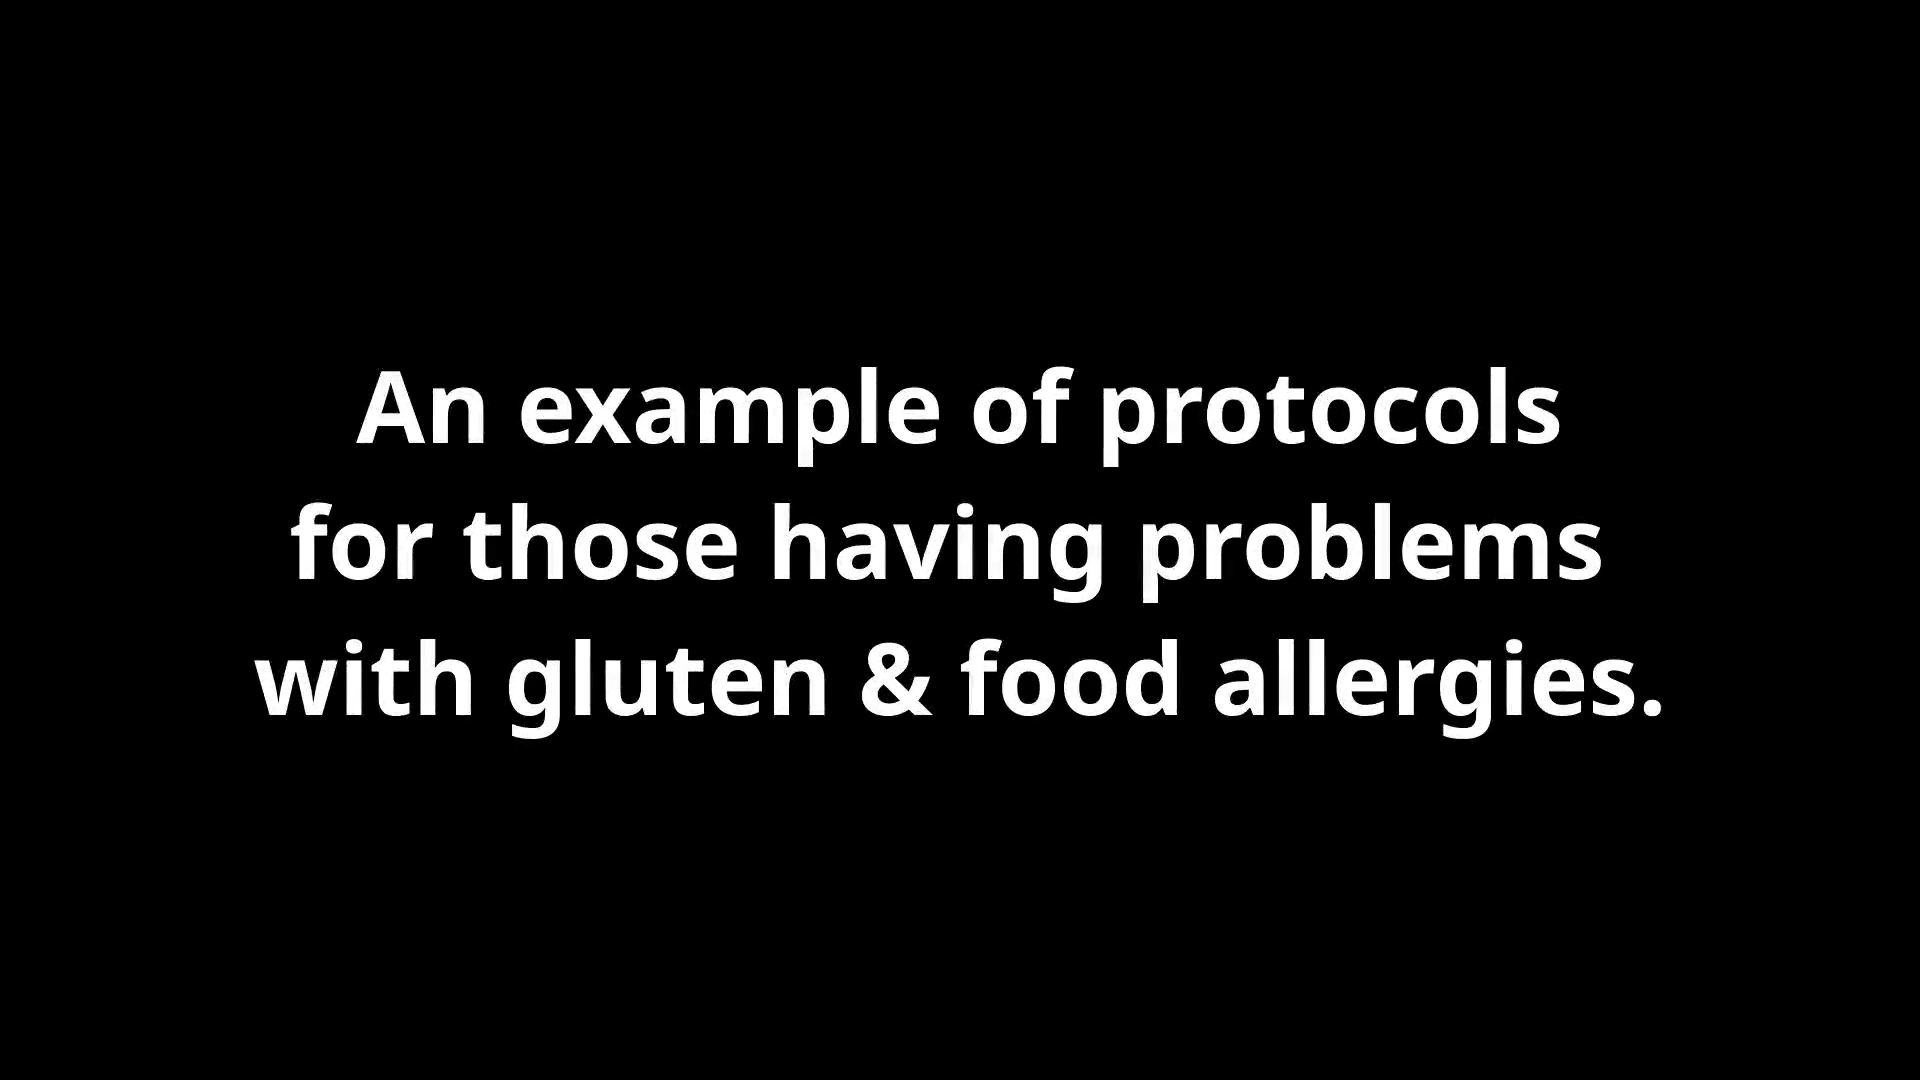 An example of protocols
for those having problems
with gluten & food allergies.